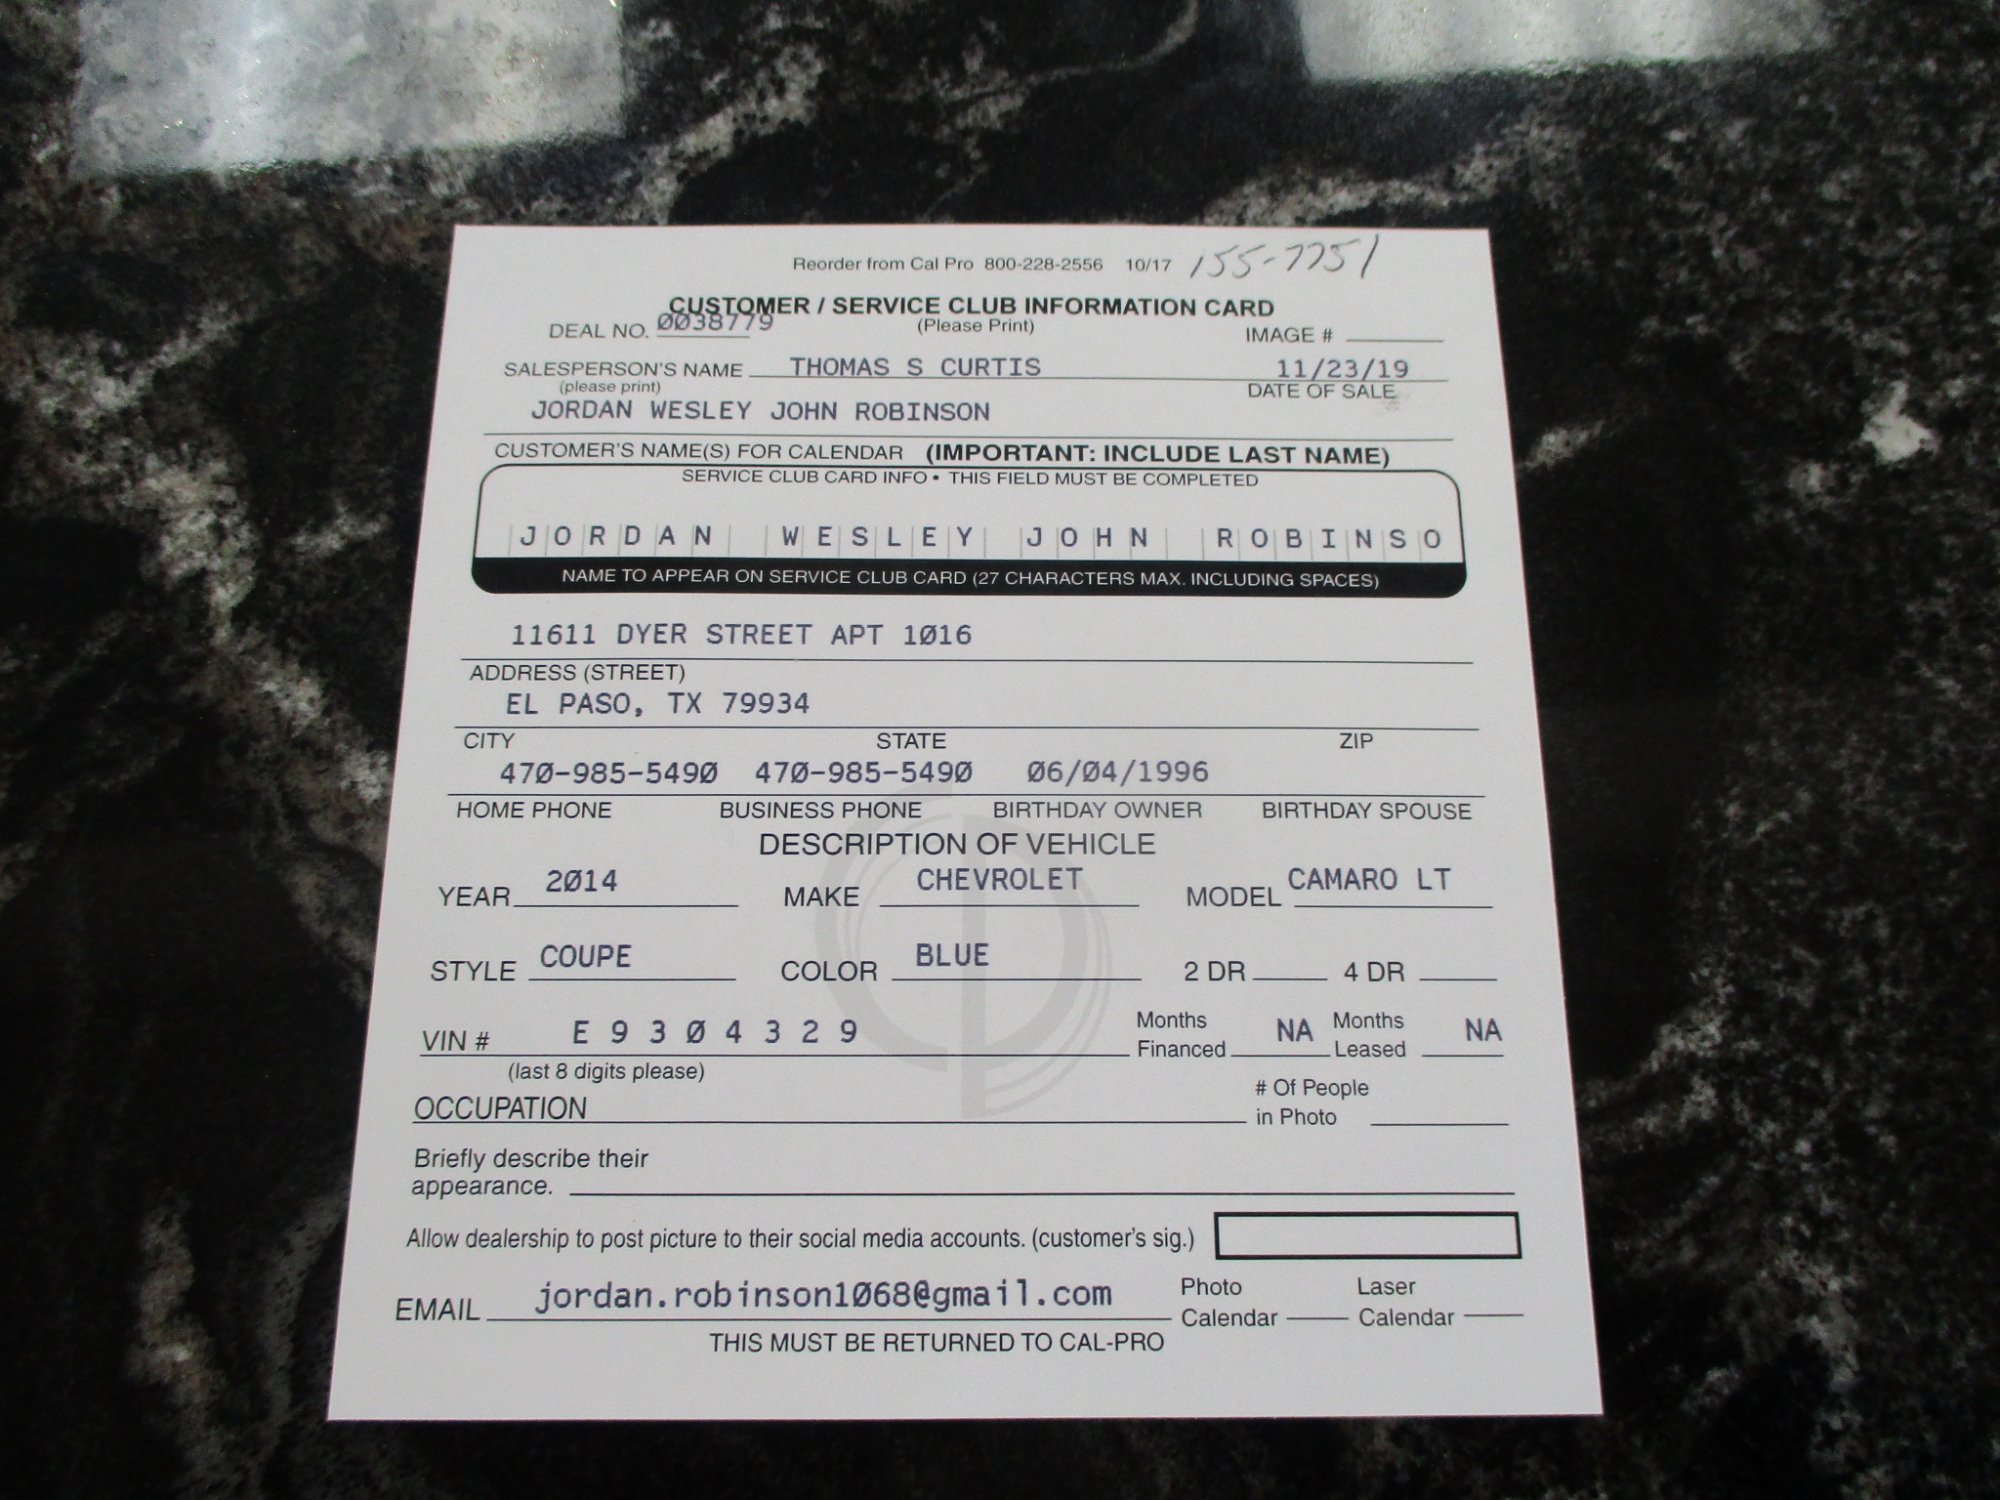 Reorder from Cal Pro 800-228-2556 10/17 155-7751
CUSTOMER / SERVICE CLUB INFORMATION CARD
DEAL NO. 0038779 (Please Print) IMAGE #
SALESPERSON'S NAME THOMAS S CURTIS 11/23/19
(please print) DATE OF SALE
JORDAN WESLEY JOHN ROBINSON
CUSTOMER'S NAME(S) FOR CALENDAR (IMPORTANT: INCLUDE LAST NAME)
SERVICE CLUB CARD INFO • THIS FIELD MUST BE COMPLETED
JORDAN WESLEY JOHN ROBINSO
NAME TO APPEAR ON SERVICE CLUB CARD (27 CHARACTERS MAX. INCLUDING SPACES)
11611 DYER STREET APT 1016
ADDRESS (STREET)
EL PASO, TX 79934
CITY STATE ZIP
470-985-5490 470-985-5490 06/04/1996
HOME PHONE BUSINESS PHONE BIRTHDAY OWNER BIRTHDAY SPOUSE
DESCRIPTION OF VEHICLE
YEAR 2014 MAKE CHEVROLET MODEL CAMARO LT
STYLE COUPE COLOR BLUE 2 DR 4 DR
VIN # E9304329 Months Financed NA Months Leased NA
(last 8 digits please)
OCCUPATION # Of People in Photo
Briefly describe their
appearance.
Allow dealership to post picture to their social media accounts. (customer's sig.)
EMAIL jordan.robinson1068@gmail.com Photo Calendar Laser Calendar
THIS MUST BE RETURNED TO CAL-PRO